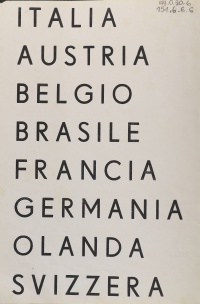 ITALIA
AUSTRIA
BELGIO
BRASILE
FRANCIA
GERMANIA
OLANDA
SVIZZERA